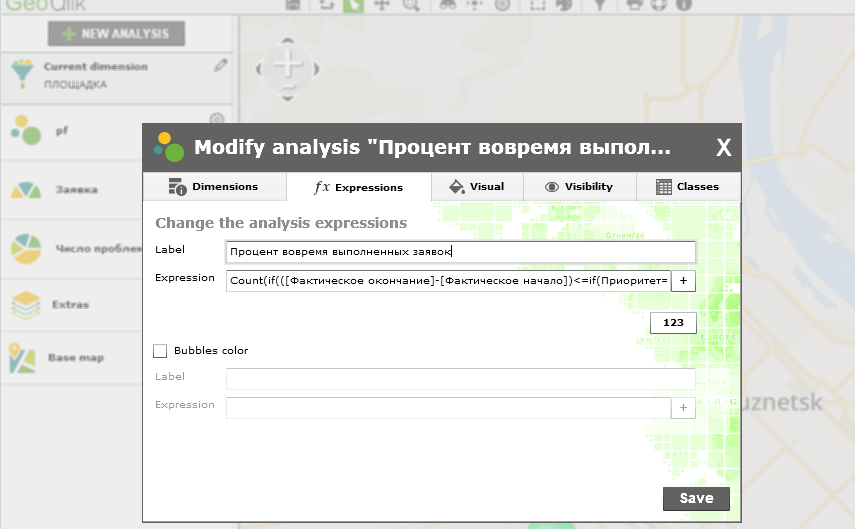 GeoQlik
NEW ANALYSIS
Current dimension
ПЛОЩАДКА
pf
Заявка
Число проблем
Extras
Base map
Modify analysis "Процент вовремя выпол...
X
Dimensions
fx Expressions
Visual
Visibility
Classes
Change the analysis expressions
Label
Процент вовремя выполненных заявок
Expression
Count(if(([Фактическое окончание]-[Фактическое начало])<=if(Приоритет=
+
123
Bubbles color
Label
Expression
+
Save
uznetsk